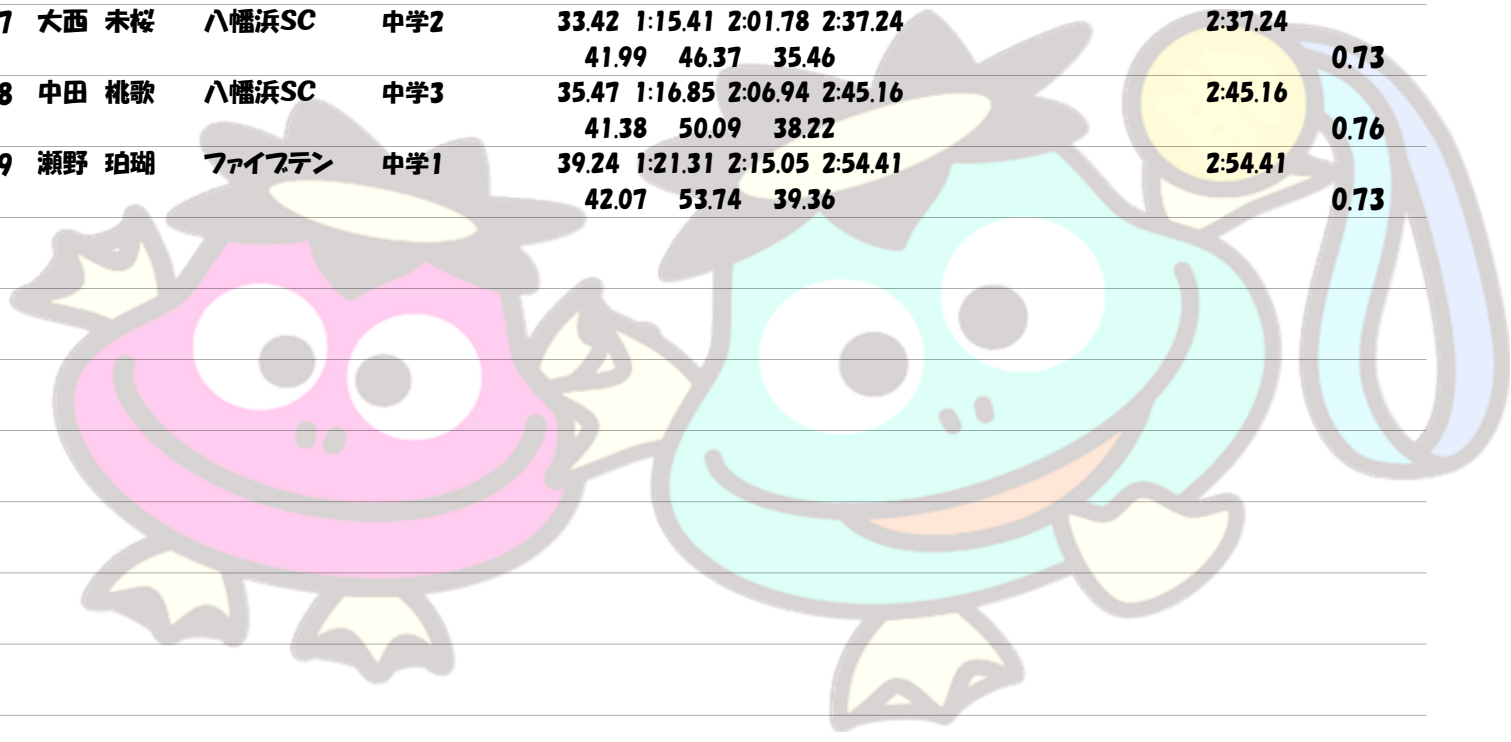 7 大西 未桜 八幡浜SC 中学2 33.42 1:15.41 2:01.78 2:37.24 2:37.24
41.99 46.37 35.46 0.73
8 中田 桃歌 八幡浜SC 中学3 35.47 1:16.85 2:06.94 2:45.16 2:45.16
41.38 50.09 38.22 0.76
9 瀬野 珀瑚 ファイブテン 中学1 39.24 1:21.31 2:15.05 2:54.41 2:54.41
42.07 53.74 39.36 0.73